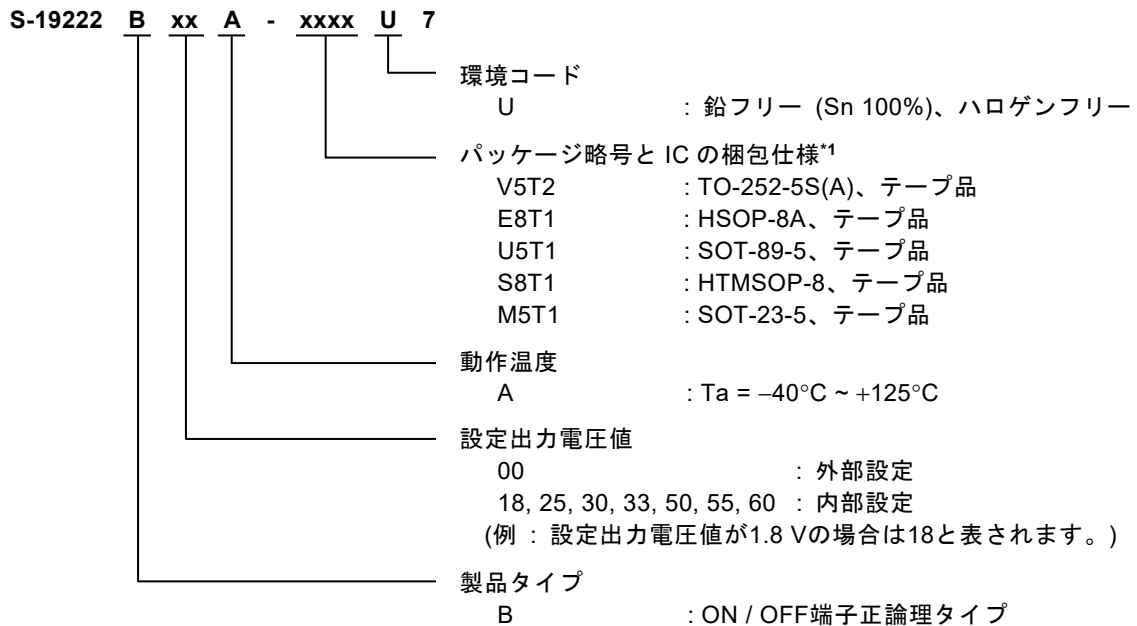 S-19222 B xx A - xxxx U 7
環境コード
U : 鉛フリー (Sn 100%)、ハロゲンフリー
パッケージ略号と IC の梱包仕様*1
V5T2 : TO-252-5S(A)、テープ品
E8T1 : HSOP-8A、テープ品
U5T1 : SOT-89-5、テープ品
S8T1 : HTMSOP-8、テープ品
M5T1 : SOT-23-5、テープ品
動作温度
A : Ta = −40°C ~ +125°C
設定出力電圧値
00 : 外部設定
18, 25, 30, 33, 50, 55, 60 : 内部設定
(例 : 設定出力電圧値が1.8 Vの場合は18と表されます。)
製品タイプ
B : ON / OFF端子正論理タイプ